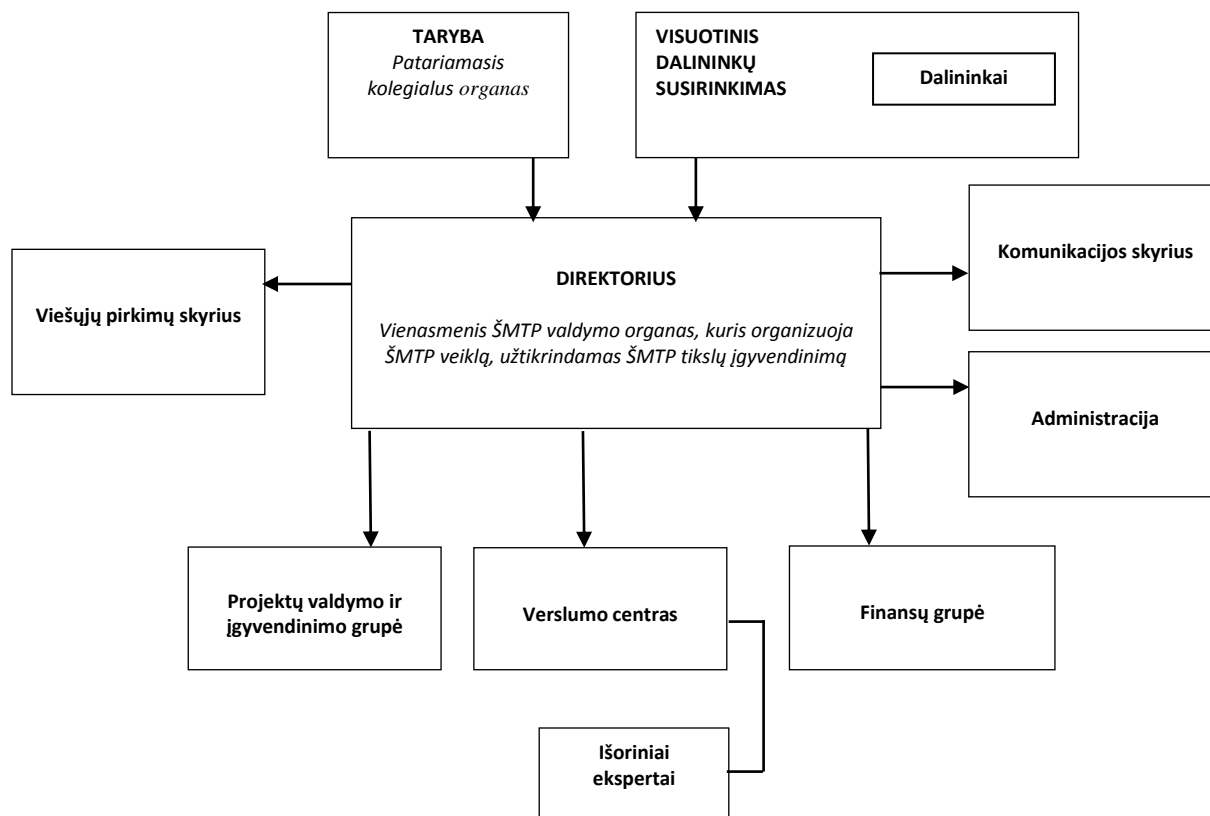 TARYBA
Patariamasis
kolegialus organas
VISUOTINIS
DALININKŲ
SUSIRINKIMAS
Dalininkai
Komunikacijos skyrius
Viešųjų pirkimų skyrius
DIREKTORIUS
Vienasmenis ŠMTP valdymo organas, kuris organizuoja
ŠMTP veiklą, užtikrindamas ŠMTP tikslų įgyvendinimą
Administracija
Projektų valdymo ir
įgyvendinimo grupė
Verslumo centras
Finansų grupė
Išoriniai
ekspertai